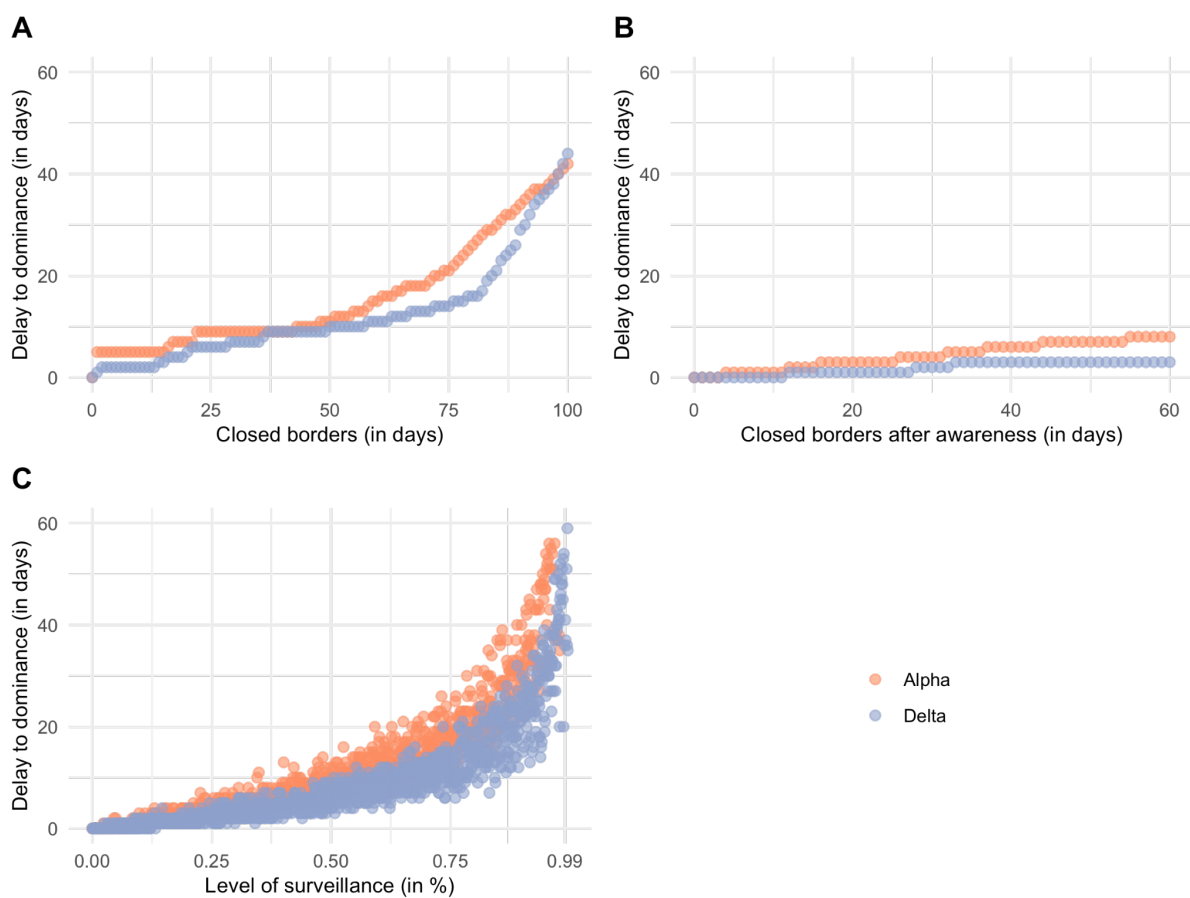 A
B
60
40
20
0
Delay to dominance (in days)
0 25 50 75 100
Closed borders (in days)
60
40
20
0
Delay to dominance (in days)
0 20 40 60
Closed borders after awareness (in days)
C
60
40
20
0
Delay to dominance (in days)
0.00 0.25 0.50 0.75 0.99
Level of surveillance (in %)
Alpha
Delta